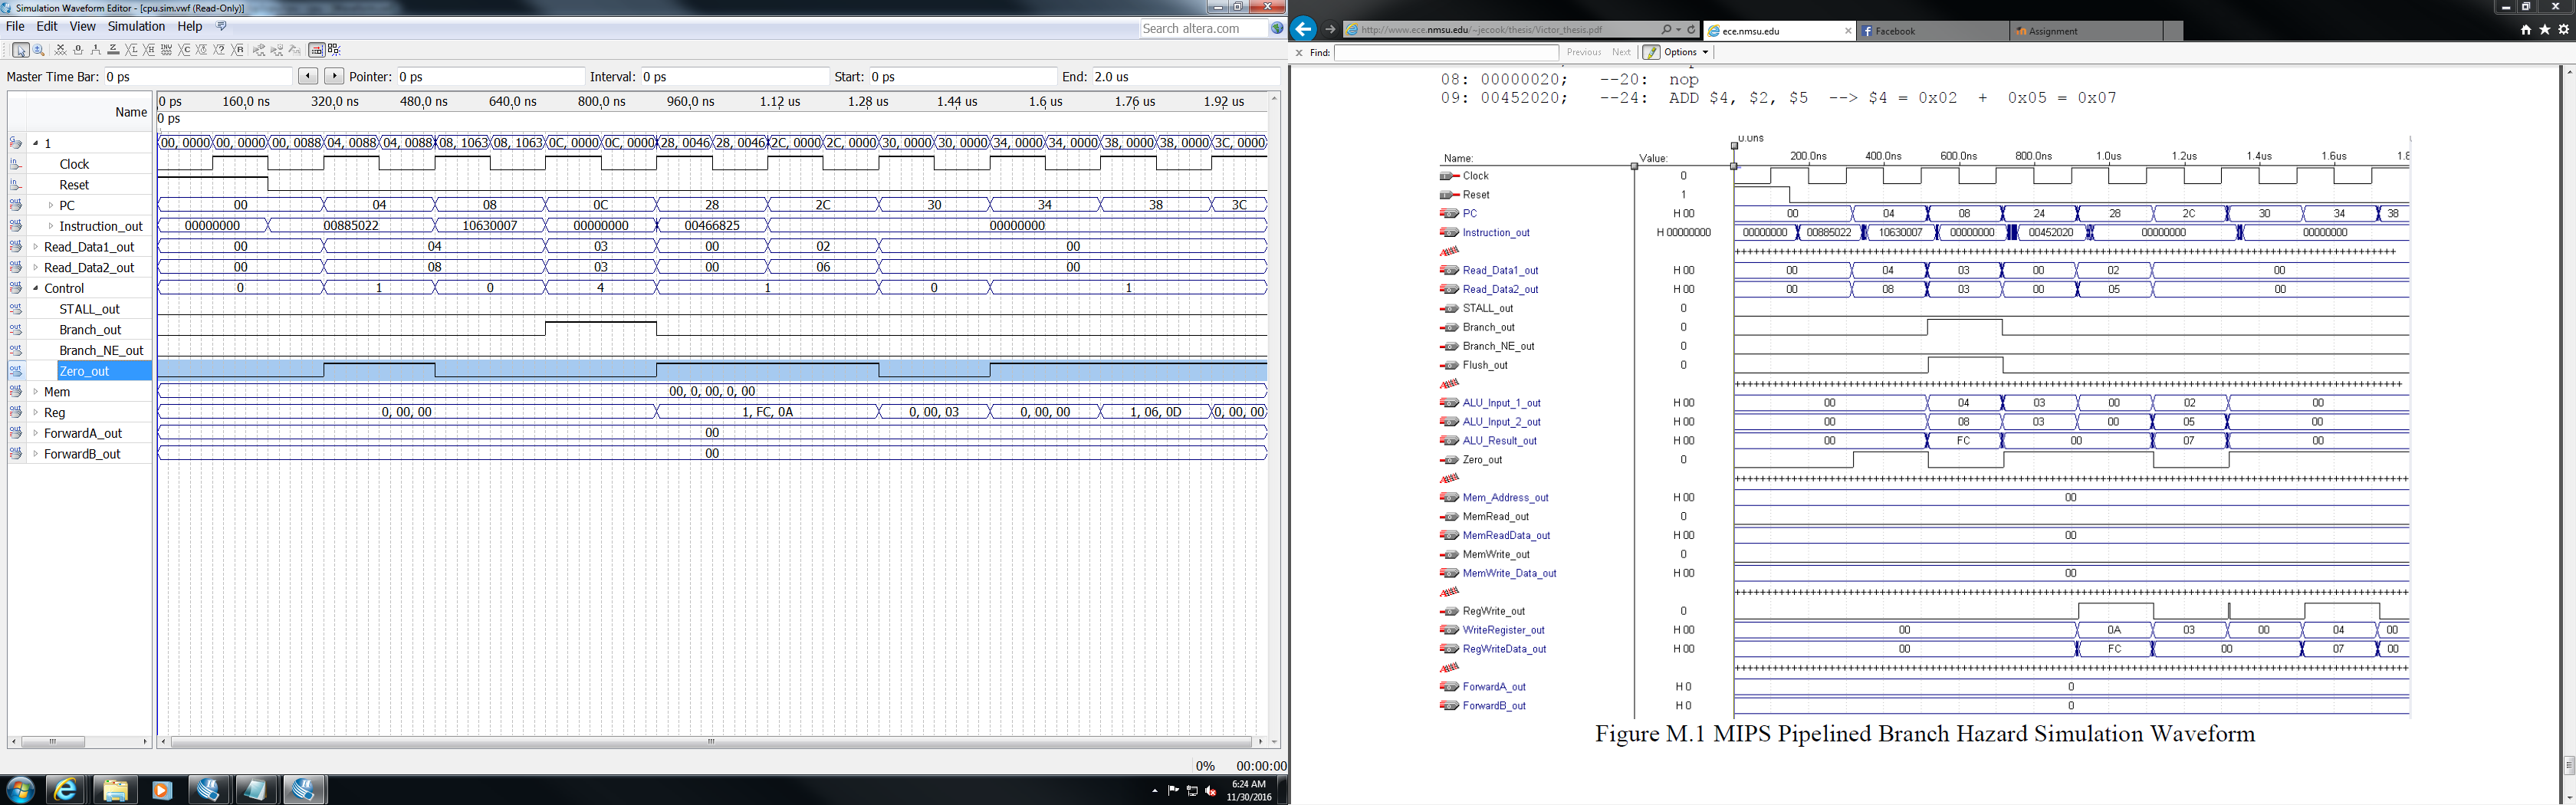 Simulation Waveform Editor - [cpu.sim.vwf (Read-Only)]
File Edit View Simulation Help
Search altera.com
Master Time Bar: 0 ps Pointer: 0 ps Interval: 0 ps Start: 0 ps End: 2.0 us
Name
0 ps 160,0 ns 320,0 ns 480,0 ns 640,0 ns 800,0 ns 960,0 ns 1.12 us 1.28 us 1.44 us 1.6 us 1.76 us 1.92 us
0 ps
1 00, 0000 00, 0000 00, 0088 04, 0088 04, 0088 08, 1063 08, 1063 0C, 0000 0C, 0000 28, 0046 28, 0046 2C, 0000 2C, 0000 30, 0000 30, 0000 34, 0000 34, 0000 38, 0000 38, 0000 3C, 0000
Clock
Reset
PC 00 04 08 0C 28 2C 30 34 38 3C
Instruction_out 00000000 00885022 10630007 00000000 00466825 00000000
Read_Data1_out 00 04 03 00 02 00
Read_Data2_out 00 08 03 00 06 00
Control 0 1 0 4 1 0 1
STALL_out
Branch_out
Branch_NE_out
Zero_out
Mem 00, 0, 00, 0, 00
Reg 0, 00, 00 1, FC, 0A 0, 00, 03 0, 00, 00 1, 06, 0D 0, 00, 00
ForwardA_out 00
ForwardB_out 00
0% 00:00:00
6:24 AM
11/30/2016
http://www.ece.nmsu.edu/~jecook/thesis/Victor_thesis.pdf
ece.nmsu.edu
Facebook
Assignment
Find: Previous Next Options
08: 00000020; --20: nop
09: 00452020; --24: ADD $4, $2, $5 --> $4 = 0x02 + 0x05 = 0x07
0.0ns
Name: Value: 200.0ns 400.0ns 600.0ns 800.0ns 1.0us 1.2us 1.4us 1.6us 1.8
Clock 0
Reset 1
PC H 00 00 04 08 24 28 2C 30 34 38
Instruction_out H 00000000 00000000 00885022 10630007 00000000 00452020 00000000 00000000
Read_Data1_out H 00 00 04 03 00 02 00
Read_Data2_out H 00 00 08 03 00 05 00
STALL_out 0
Branch_out 0
Branch_NE_out 0
Flush_out 0
ALU_Input_1_out H 00 00 04 03 00 02 00
ALU_Input_2_out H 00 00 08 03 00 05 00
ALU_Result_out H 00 00 FC 00 07 00
Zero_out 0
Mem_Address_out H 00 00
MemRead_out 0
MemReadData_out H 00 00
MemWrite_out 0
MemWrite_Data_out H 00 00
RegWrite_out 0
WriteRegister_out H 00 00 0A 03 00 04 00
RegWriteData_out H 00 00 FC 00 07 00
ForwardA_out H 0 0
ForwardB_out H 0 0
Figure M.1 MIPS Pipelined Branch Hazard Simulation Waveform